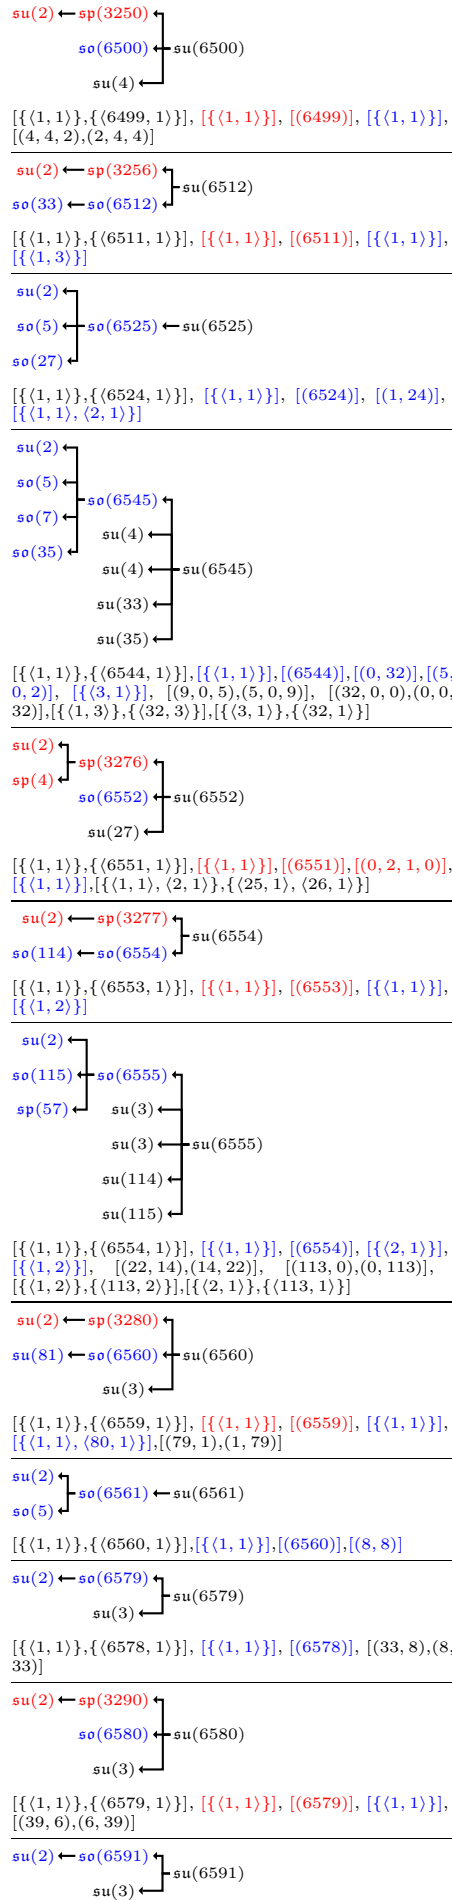 𝔰𝔲(2) 𝔰𝔭(3250)
𝔰𝔬(6500) 𝔰𝔲(6500)
𝔰𝔲(4)
[{⟨1, 1⟩},{⟨6499, 1⟩}], [{⟨1, 1⟩}], [(6499)], [{⟨1, 1⟩}],
[(4, 4, 2),(2, 4, 4)]
𝔰𝔲(2) 𝔰𝔭(3256)
𝔰𝔲(6512)
𝔰𝔬(33) 𝔰𝔬(6512)
[{⟨1, 1⟩},{⟨6511, 1⟩}], [{⟨1, 1⟩}], [(6511)], [{⟨1, 1⟩}],
[{⟨1, 3⟩}]
𝔰𝔲(2)
𝔰𝔬(5) 𝔰𝔬(6525) 𝔰𝔲(6525)
𝔰𝔬(27)
[{⟨1, 1⟩},{⟨6524, 1⟩}], [{⟨1, 1⟩}], [(6524)], [(1, 24)],
[{⟨1, 1⟩, ⟨2, 1⟩}]
𝔰𝔲(2)
𝔰𝔬(5)
𝔰𝔬(6545)
𝔰𝔬(7)
𝔰𝔲(4)
𝔰𝔬(35)
𝔰𝔲(4) 𝔰𝔲(6545)
𝔰𝔲(33)
𝔰𝔲(35)
[{⟨1, 1⟩},{⟨6544, 1⟩}],[{⟨1, 1⟩}],[(6544)],[(0, 32)],[(5,
0, 2)], [{⟨3, 1⟩}], [(9, 0, 5),(5, 0, 9)], [(32, 0, 0),(0, 0,
32)],[{⟨1, 3⟩},{⟨32, 3⟩}],[{⟨3, 1⟩},{⟨32, 1⟩}]
𝔰𝔲(2)
𝔰𝔭(3276)
𝔰𝔭(4)
𝔰𝔬(6552) 𝔰𝔲(6552)
𝔰𝔲(27)
[{⟨1, 1⟩},{⟨6551, 1⟩}],[{⟨1, 1⟩}],[(6551)],[(0, 2, 1, 0)],
[{⟨1, 1⟩}],[{⟨1, 1⟩, ⟨2, 1⟩},{⟨25, 1⟩, ⟨26, 1⟩}]
𝔰𝔲(2) 𝔰𝔭(3277)
𝔰𝔲(6554)
𝔰𝔬(114) 𝔰𝔬(6554)
[{⟨1, 1⟩},{⟨6553, 1⟩}], [{⟨1, 1⟩}], [(6553)], [{⟨1, 1⟩}],
[{⟨1, 2⟩}]
𝔰𝔲(2)
𝔰𝔬(115) 𝔰𝔬(6555)
𝔰𝔭(57) 𝔰𝔲(3)
𝔰𝔲(3) 𝔰𝔲(6555)
𝔰𝔲(114)
𝔰𝔲(115)
[{⟨1, 1⟩},{⟨6554, 1⟩}], [{⟨1, 1⟩}], [(6554)], [{⟨2, 1⟩}],
[{⟨1, 2⟩}], [(22, 14),(14, 22)], [(113, 0),(0, 113)],
[{⟨1, 2⟩},{⟨113, 2⟩}],[{⟨2, 1⟩},{⟨113, 1⟩}]
𝔰𝔲(2) 𝔰𝔭(3280)
𝔰𝔲(81) 𝔰𝔬(6560) 𝔰𝔲(6560)
𝔰𝔲(3)
[{⟨1, 1⟩},{⟨6559, 1⟩}], [{⟨1, 1⟩}], [(6559)], [{⟨1, 1⟩}],
[{⟨1, 1⟩, ⟨80, 1⟩}],[(79, 1),(1, 79)]
𝔰𝔲(2)
𝔰𝔬(6561) 𝔰𝔲(6561)
𝔰𝔬(5)
[{⟨1, 1⟩},{⟨6560, 1⟩}],[{⟨1, 1⟩}],[(6560)],[(8, 8)]
𝔰𝔲(2) 𝔰𝔬(6579)
𝔰𝔲(6579)
𝔰𝔲(3)
[{⟨1, 1⟩},{⟨6578, 1⟩}], [{⟨1, 1⟩}], [(6578)], [(33, 8),(8,
33)]
𝔰𝔲(2) 𝔰𝔭(3290)
𝔰𝔬(6580) 𝔰𝔲(6580)
𝔰𝔲(3)
[{⟨1, 1⟩},{⟨6579, 1⟩}], [{⟨1, 1⟩}], [(6579)], [{⟨1, 1⟩}],
[(39, 6),(6, 39)]
𝔰𝔲(2) 𝔰𝔬(6591)
𝔰𝔲(6591)
𝔰𝔲(3)